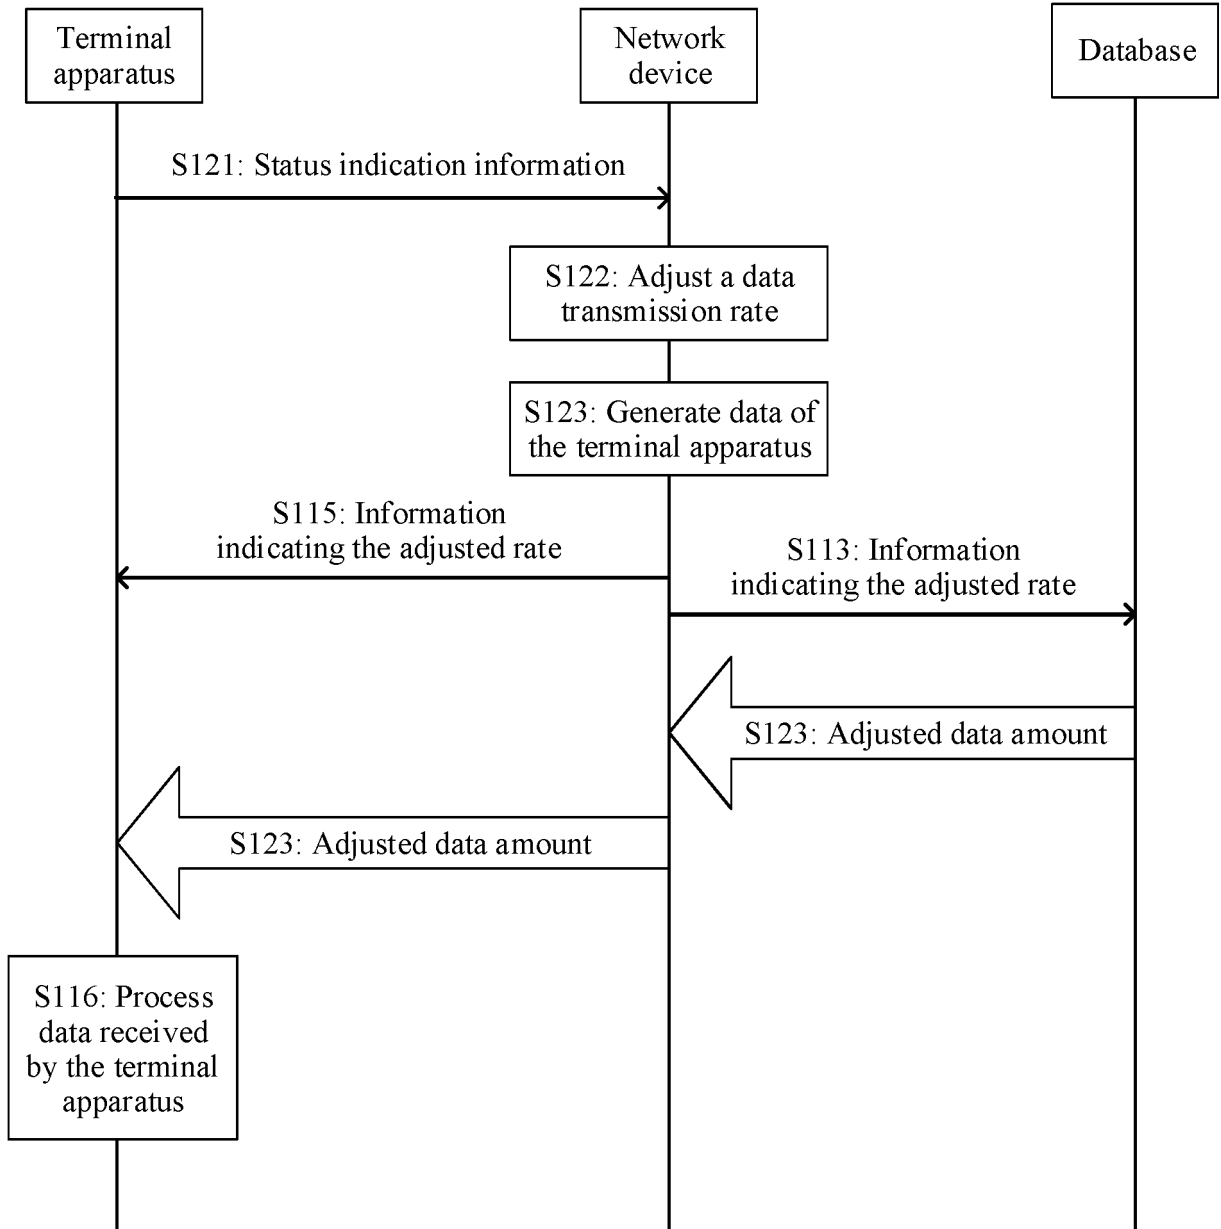 Terminal
apparatus
Network
device
Database
S121: Status indication information
S122: Adjust a data
transmission rate
S123: Generate data of
the terminal apparatus
S115: Information
indicating the adjusted rate
S113: Information
indicating the adjusted rate
S123: Adjusted data amount
S123: Adjusted data amount
S116: Process
data received
by the terminal
apparatus